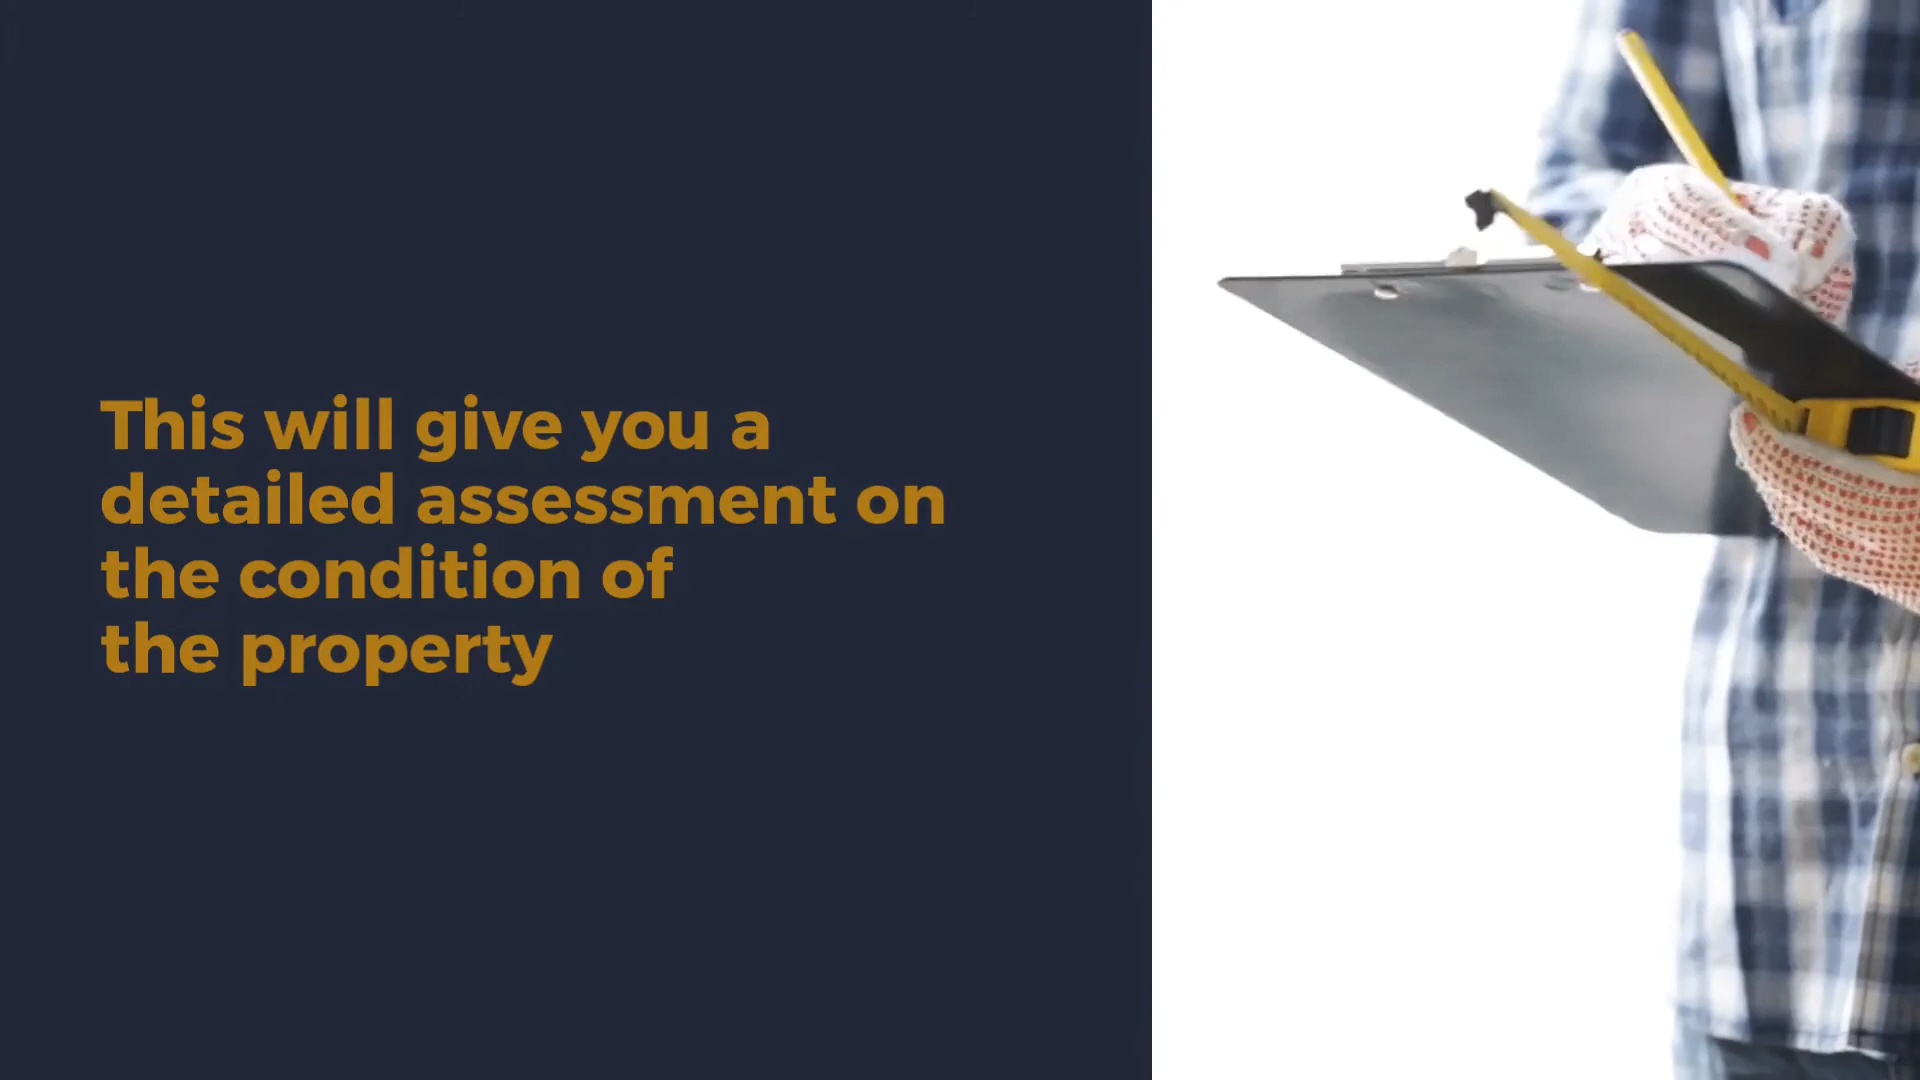 This will give you a
detailed assessment on
the condition of
the property